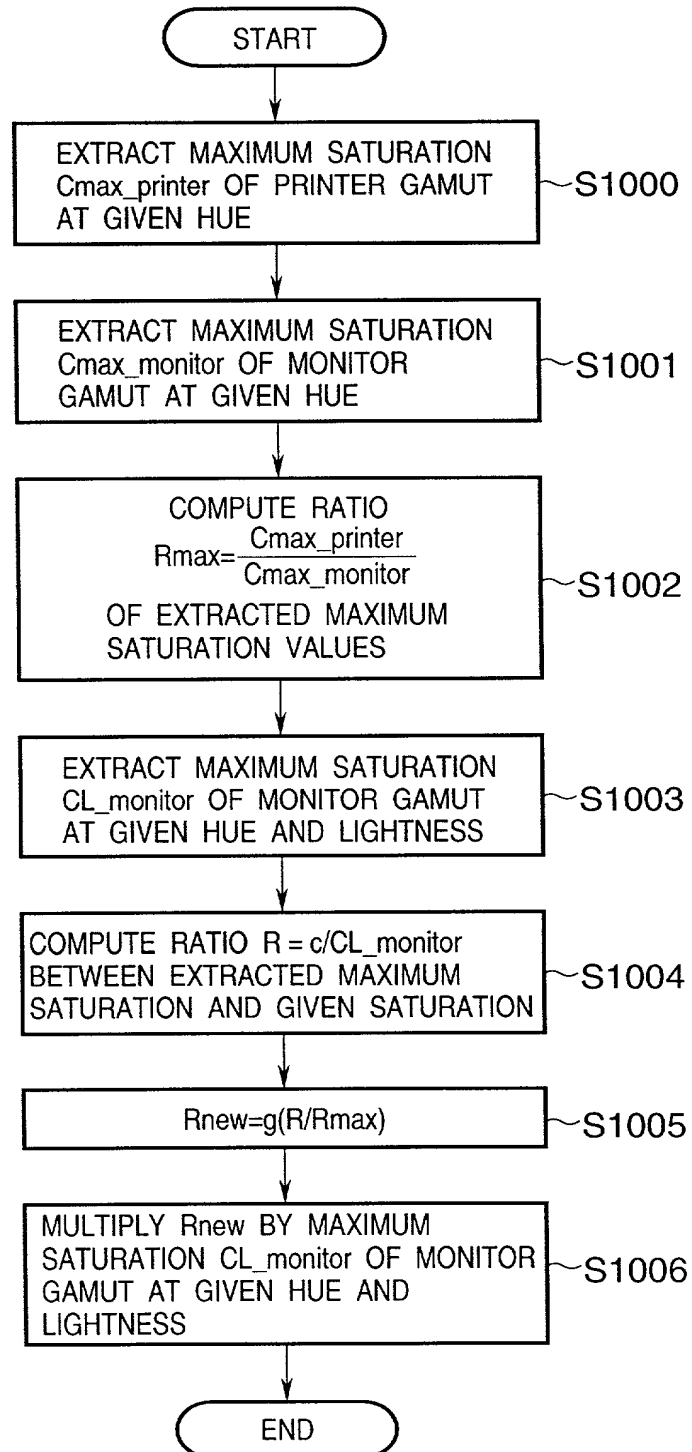 START
EXTRACT MAXIMUM SATURATION
Cmax_printer OF PRINTER GAMUT
AT GIVEN HUE
S1000
EXTRACT MAXIMUM SATURATION
Cmax_monitor OF MONITOR
GAMUT AT GIVEN HUE
S1001
COMPUTE RATIO
Rmax=Cmax_printer
Cmax_monitor
OF EXTRACTED MAXIMUM
SATURATION VALUES
S1002
EXTRACT MAXIMUM SATURATION
CL_monitor OF MONITOR GAMUT
AT GIVEN HUE AND LIGHTNESS
S1003
COMPUTE RATIO R = c/CL_monitor
BETWEEN EXTRACTED MAXIMUM
SATURATION AND GIVEN SATURATION
S1004
Rnew=g(R/Rmax)
S1005
MULTIPLY Rnew BY MAXIMUM
SATURATION CL_monitor OF MONITOR
GAMUT AT GIVEN HUE AND
LIGHTNESS
S1006
END